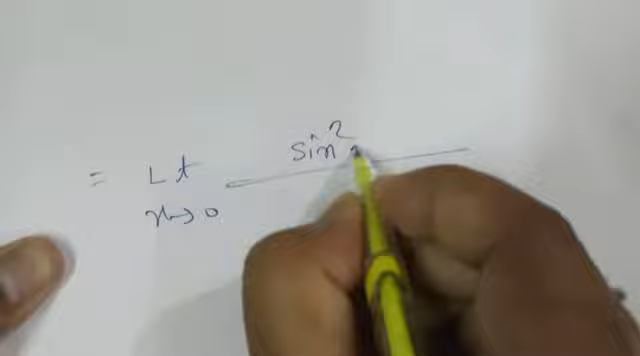 = Lt sin²
x→0